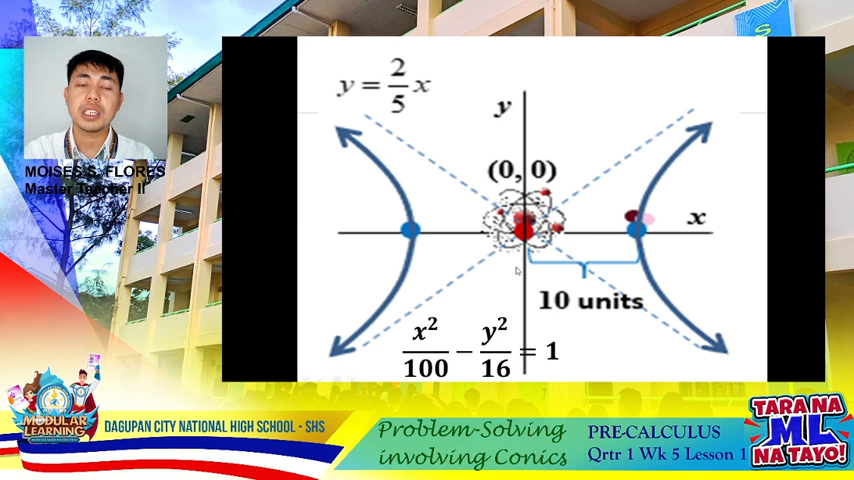 y = 2/5 x
y
(0, 0)
x
10 units
x²/100 − y²/16 = 1
MOISES S. FLORES
Master Teacher II
MODULAR
LEARNING
DAGUPAN CITY NATIONAL HIGH SCHOOL - SHS
Problem-Solving
involving Conics
PRE-CALCULUS
Qrtr 1 Wk 5 Lesson 1
TARA NA
ML
NA TAYO!